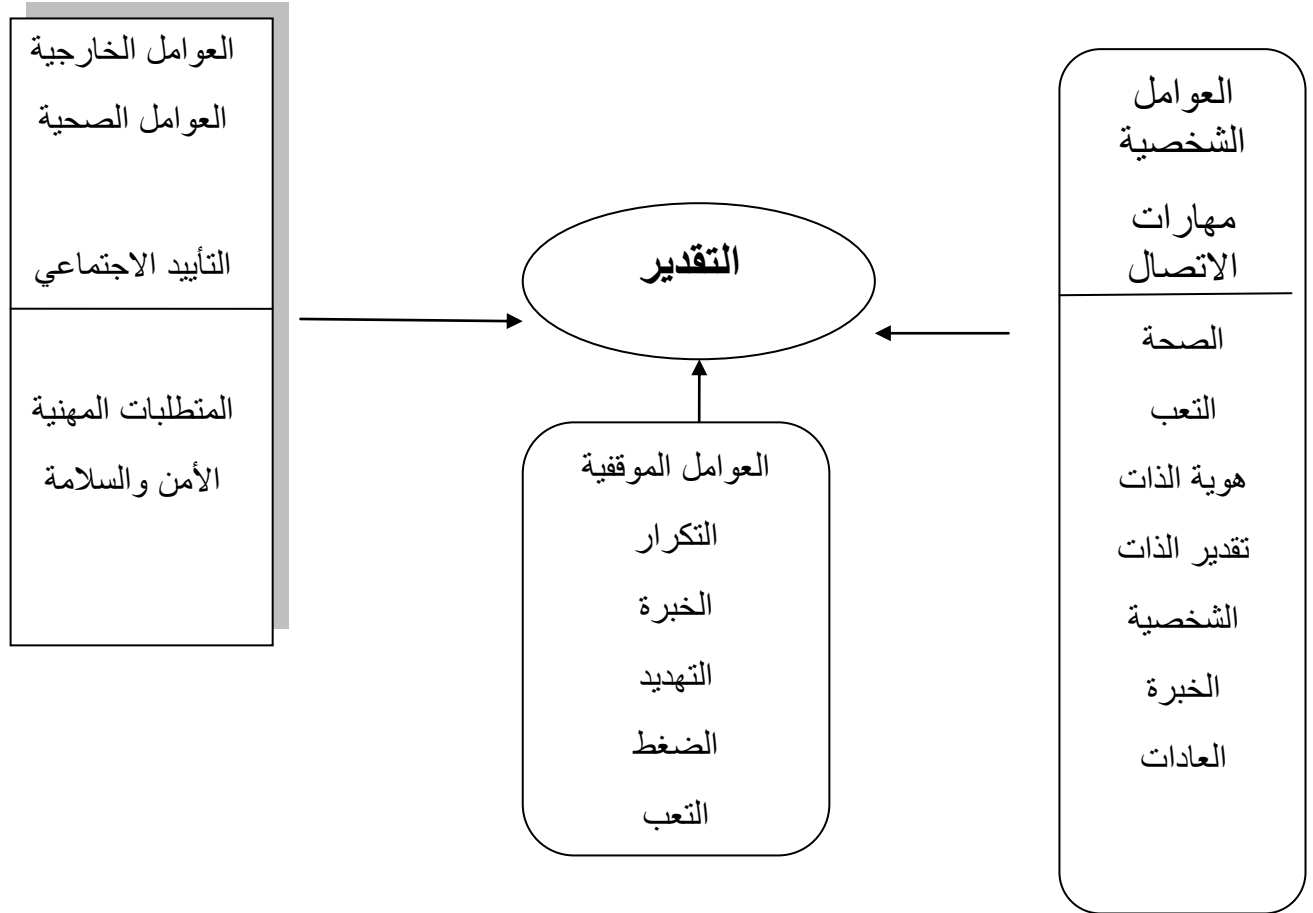 العوامل
الشخصية
مهارات
الاتصال
الصحة
التعب
هوية الذات
تقدير الذات
الشخصية
الخبرة
العادات
التقدير
العوامل الموقفية
التكرار
الخبرة
التهديد
الضغط
التعب
العوامل الخارجية
العوامل الصحية
التأييد الاجتماعي
المتطلبات المهنية
الأمن والسلامة